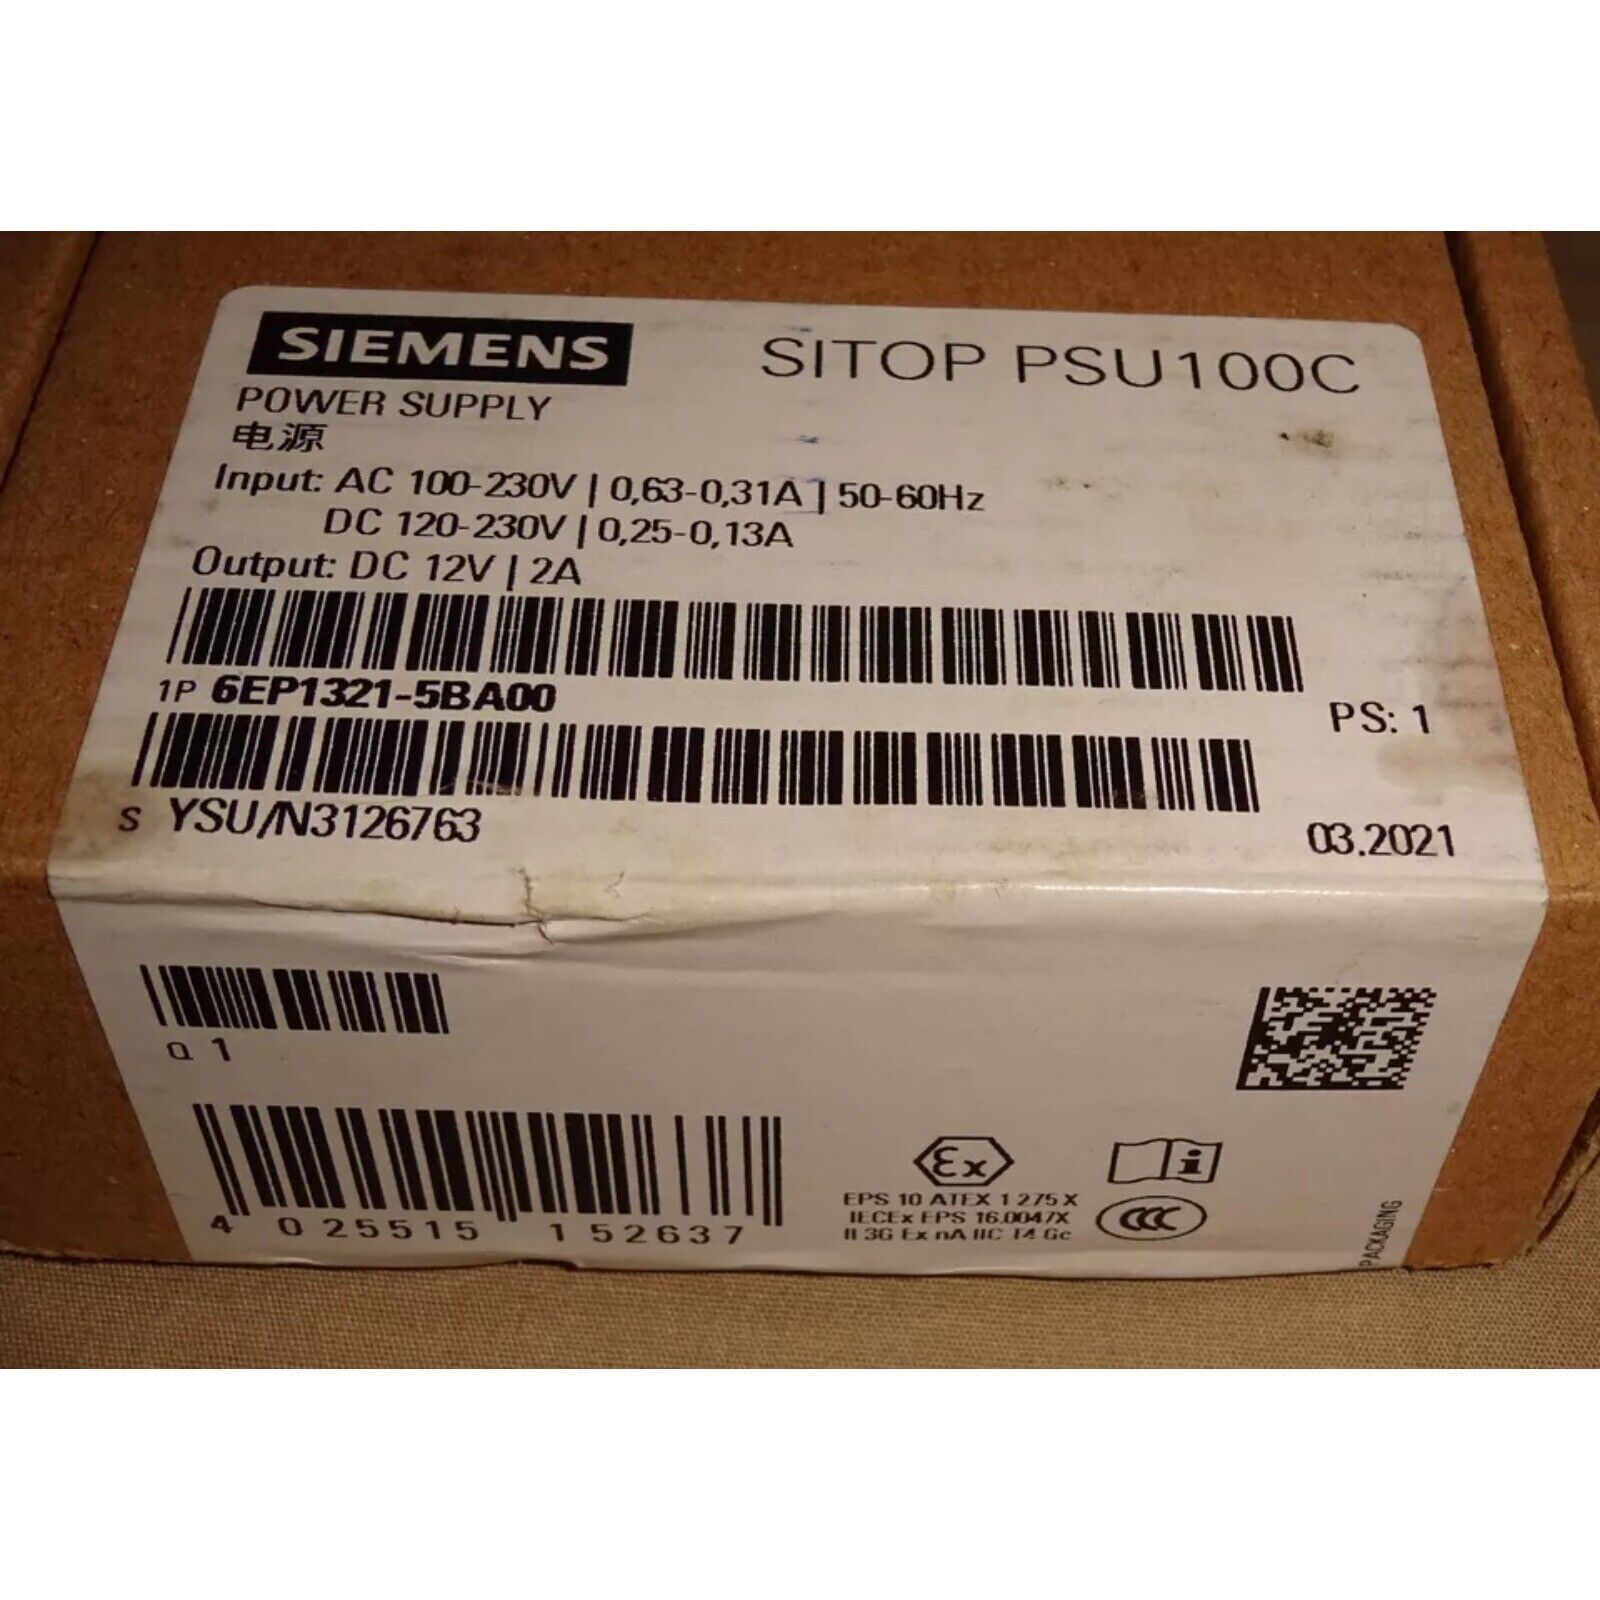 SIEMENS
SITOP PSU100C
POWER SUPPLY
电源
Input: AC 100-230V | 0,63-0,31A | 50-60Hz
DC 120-230V | 0,25-0,13A
Output: DC 12V | 2A
1P 6EP1321-5BA00
PS: 1
S YSU/N3126763
03.2021
Q 1
4 025515 152637
Ex
EPS 10 ATEX 1 275 X
IECEx EPS 16.0047X
II 3G Ex nA IIC T4 Gc
i
CCC
PACKAGING